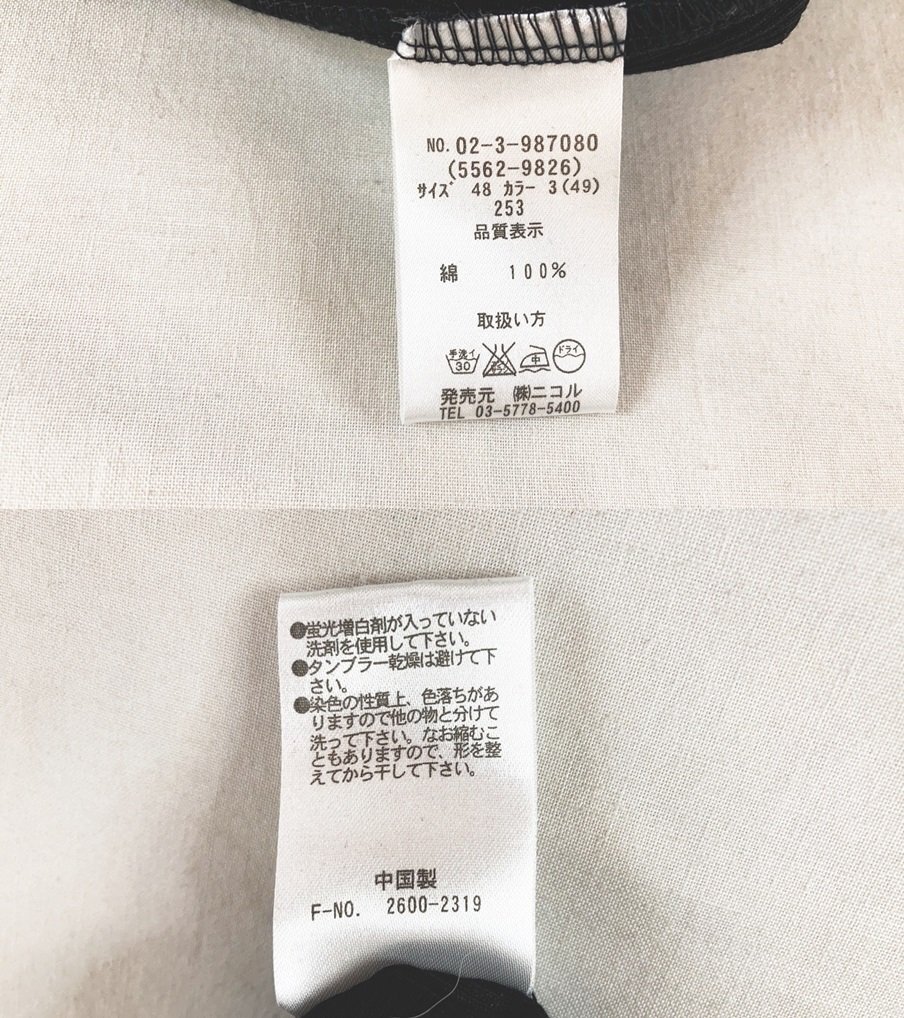 NO. 02-3-987080
(5562-9826)
サイズ 48 カラー 3(49)
253
品質表示
綿 100%
取扱い方
手洗イ
30
中
ドライ
発売元 ㈱ニコル
TEL 03-5778-5400
●蛍光増白剤が入っていない
洗剤を使用して下さい。
●タンブラー乾燥は避けて下
さい。
●染色の性質上、色落ちがあ
りますので他の物と分けて
洗って下さい。なお縮むこ
ともありますので、形を整
えてから干して下さい。
中国製
F-NO. 2600-2319